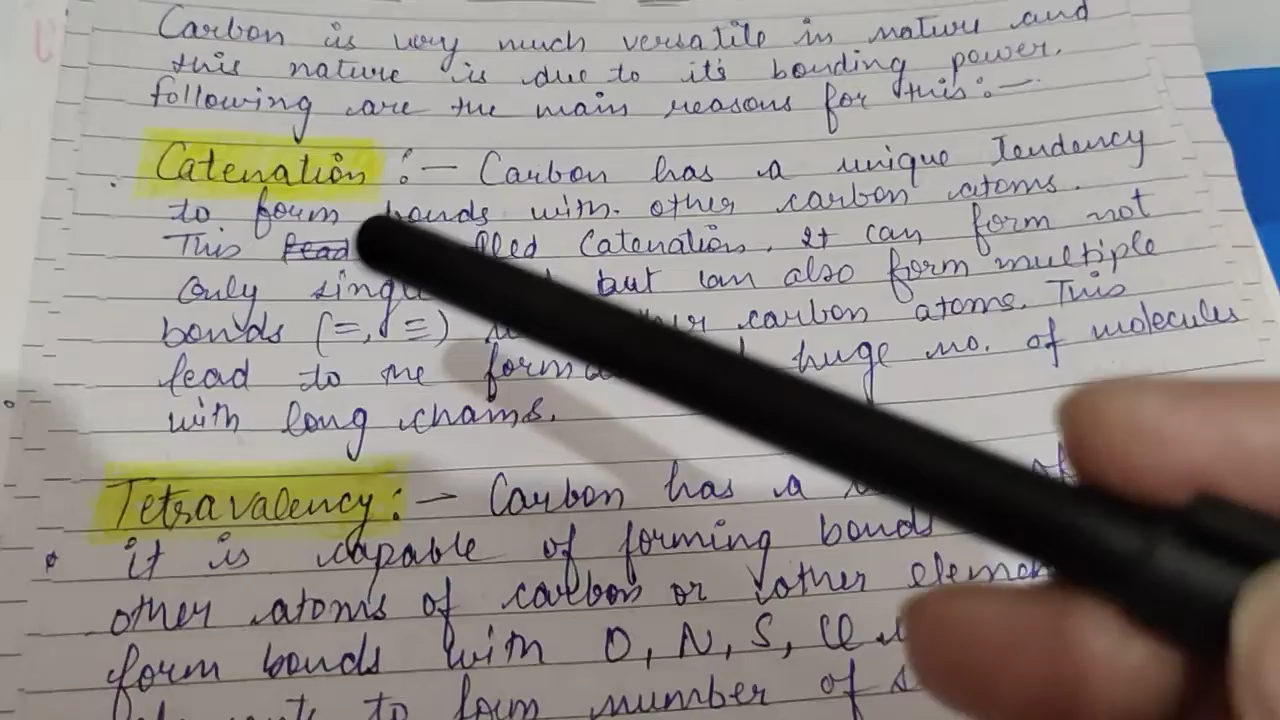 Carbon is very much versatile in nature and
this nature is due to it's bonding power.
following are the main reasons for this :-
Catenation :- Carbon has a unique Tendency
to form bonds with other carbon atoms.
This lead Catenation. It can form not
Only but can also form multiple
bonds (=, ≡) carbon atoms. This
lead to the huge no. of molecules
with long chains.
Tetravalency :- Carbon has a
it is capable of forming bonds
other atoms of carbon or other
form bonds with O, N, S, Cl
to form number of